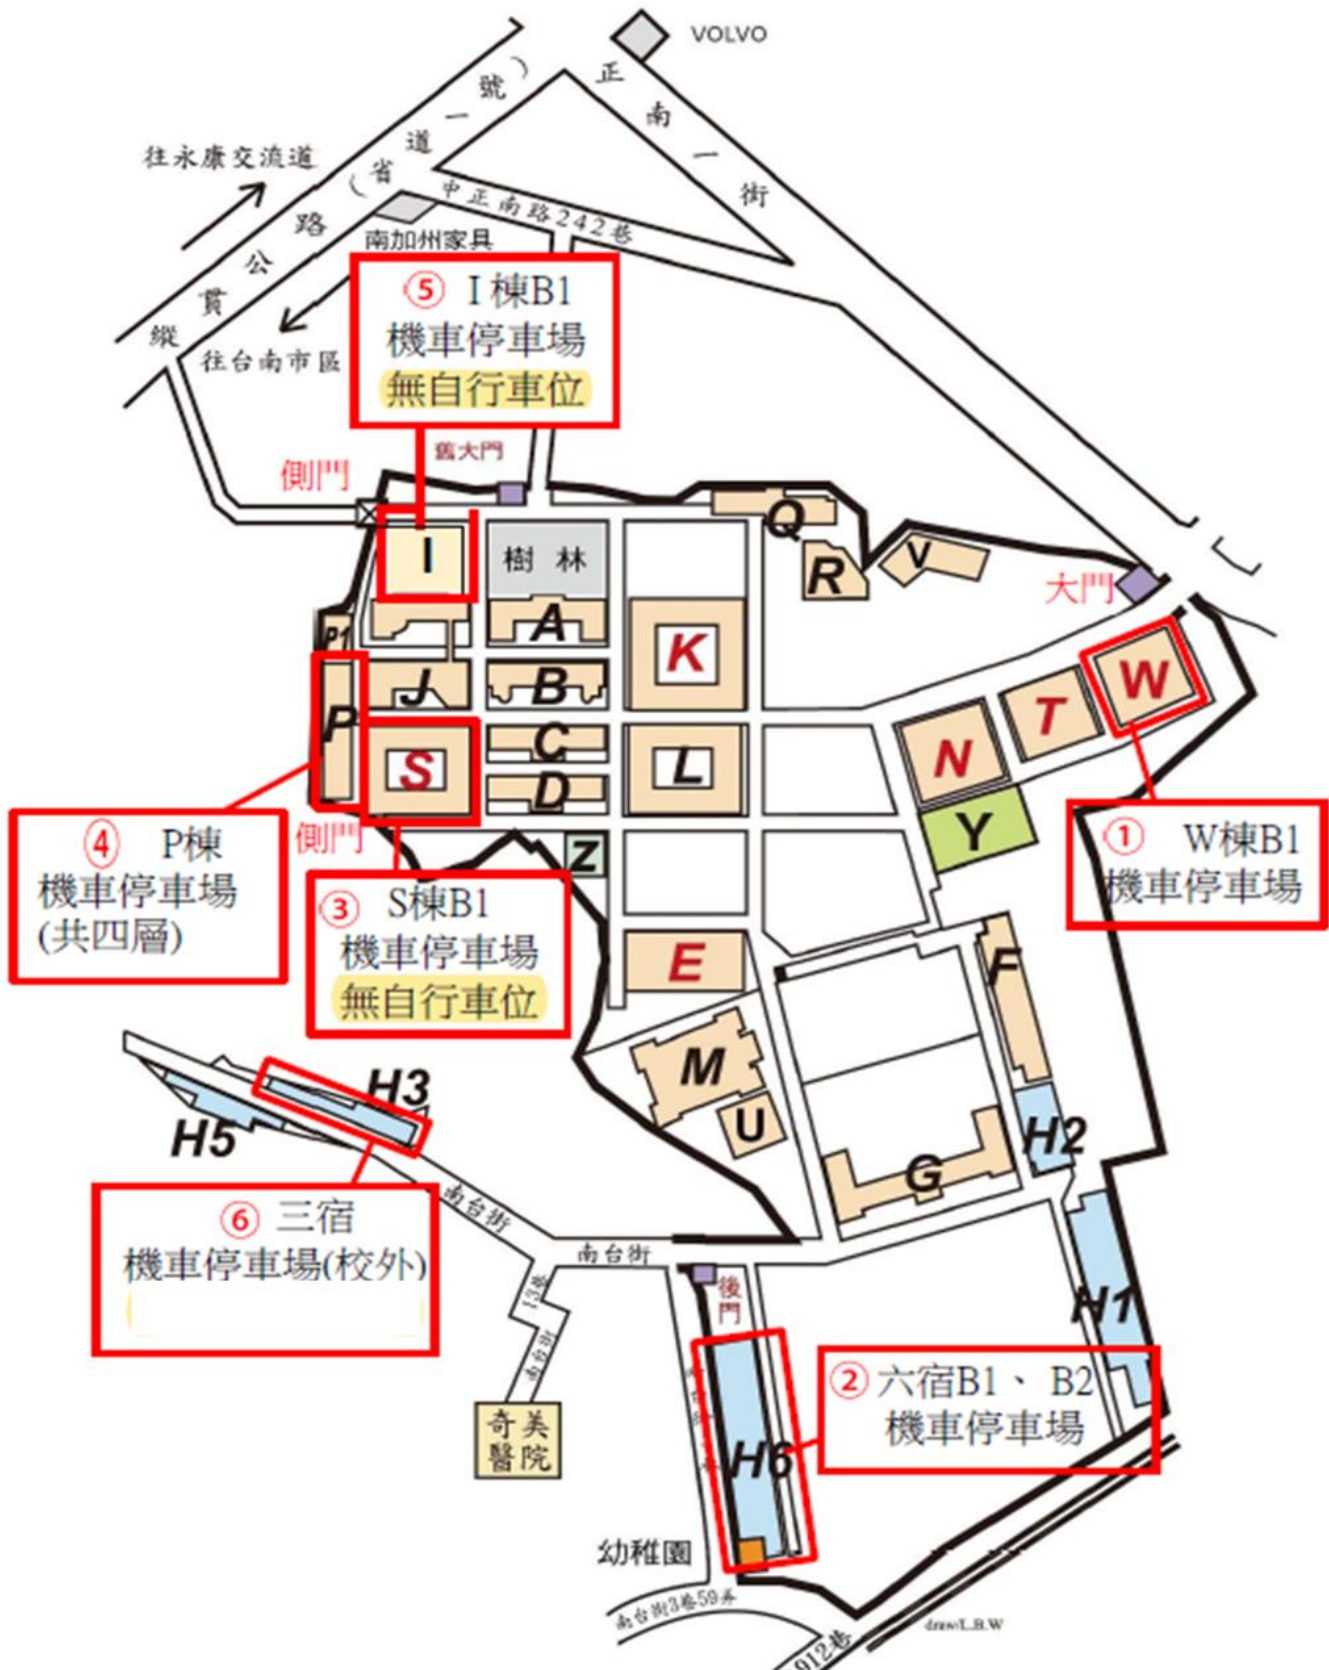 VOLVO
正南一街
縱貫公路(省道一號)
往永康交流道
中正南路242巷
南加州家具
往台南市區
⑤ I 棟B1
機車停車場
無自行車位
舊大門
側門
I
樹 林
Q
R
V
大門
P1
A
K
W
J
B
T
P
C
N
S
D
L
Y
① W棟B1
機車停車場
④ P棟
機車停車場
(共四層)
側門
Z
③ S棟B1
機車停車場
無自行車位
E
F
M
H3
H5
U
H2
G
⑥ 三宿
機車停車場(校外)
南台街
南台街
13巷
南台街
後門
H1
② 六宿B1、 B2
機車停車場
奇美
醫院
H6
幼稚園
南台街3巷59弄
draw/L.B.W
912巷